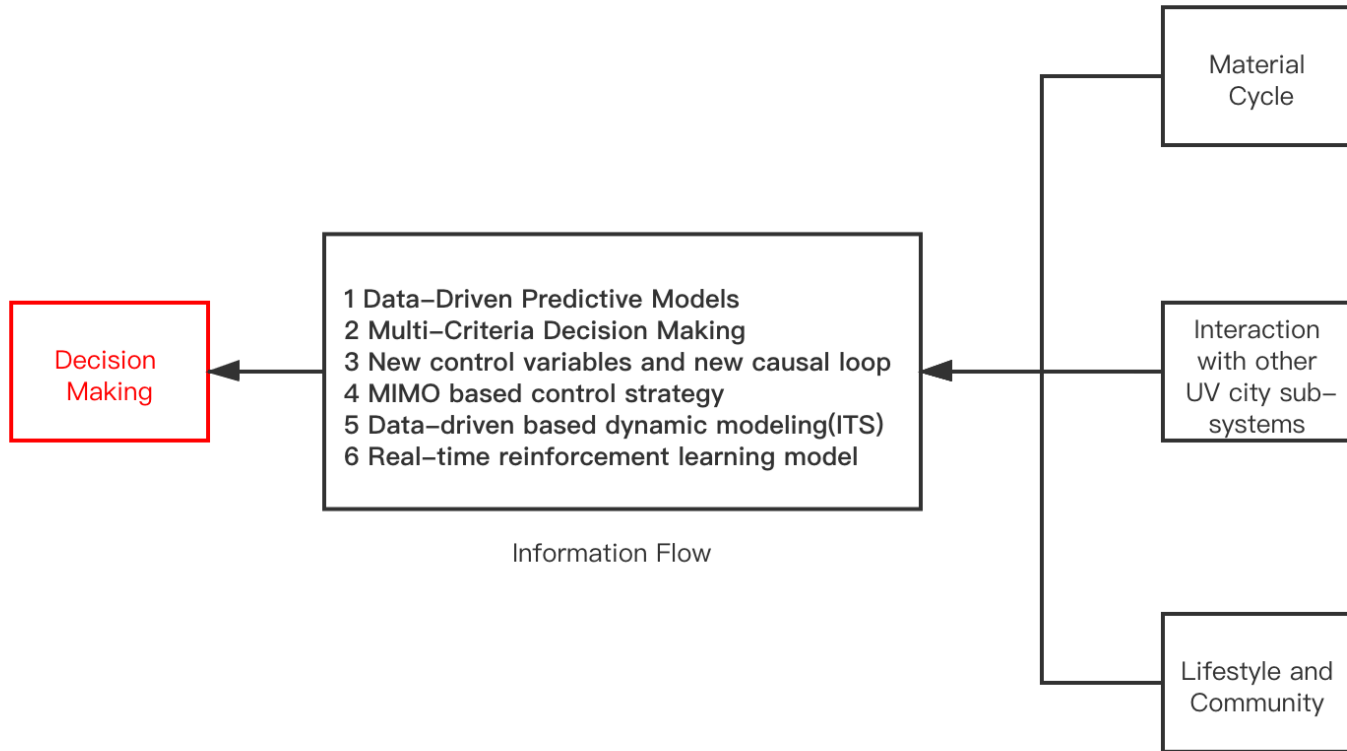 Material
Cycle
1 Data-Driven Predictive Models
2 Multi-Criteria Decision Making
3 New control variables and new causal loop
4 MIMO based control strategy
5 Data-driven based dynamic modeling(ITS)
6 Real-time reinforcement learning model
Decision
Making
Interaction
with other
UV city sub-
systems
Information Flow
Lifestyle and
Community